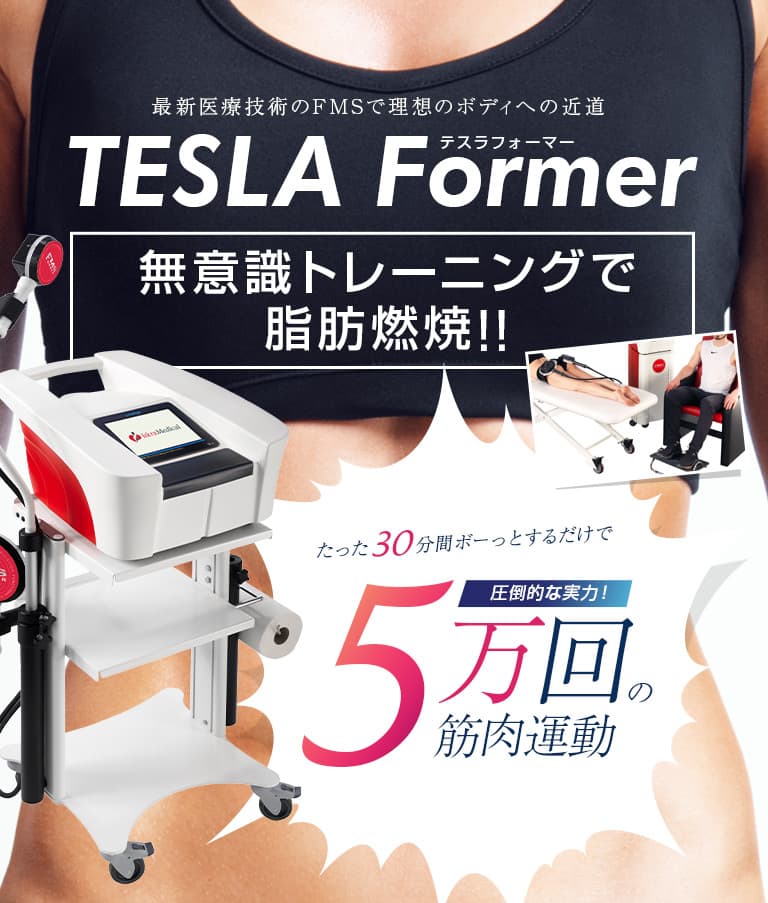 最新医療技術のFMSで理想のボディへの近道
テスラフォーマー
TESLA Former
無意識トレーニングで
脂肪燃焼!!
FMS
IskraMedical
たった30分間ボーっとするだけで
圧倒的な実力!
5万回の
筋肉運動